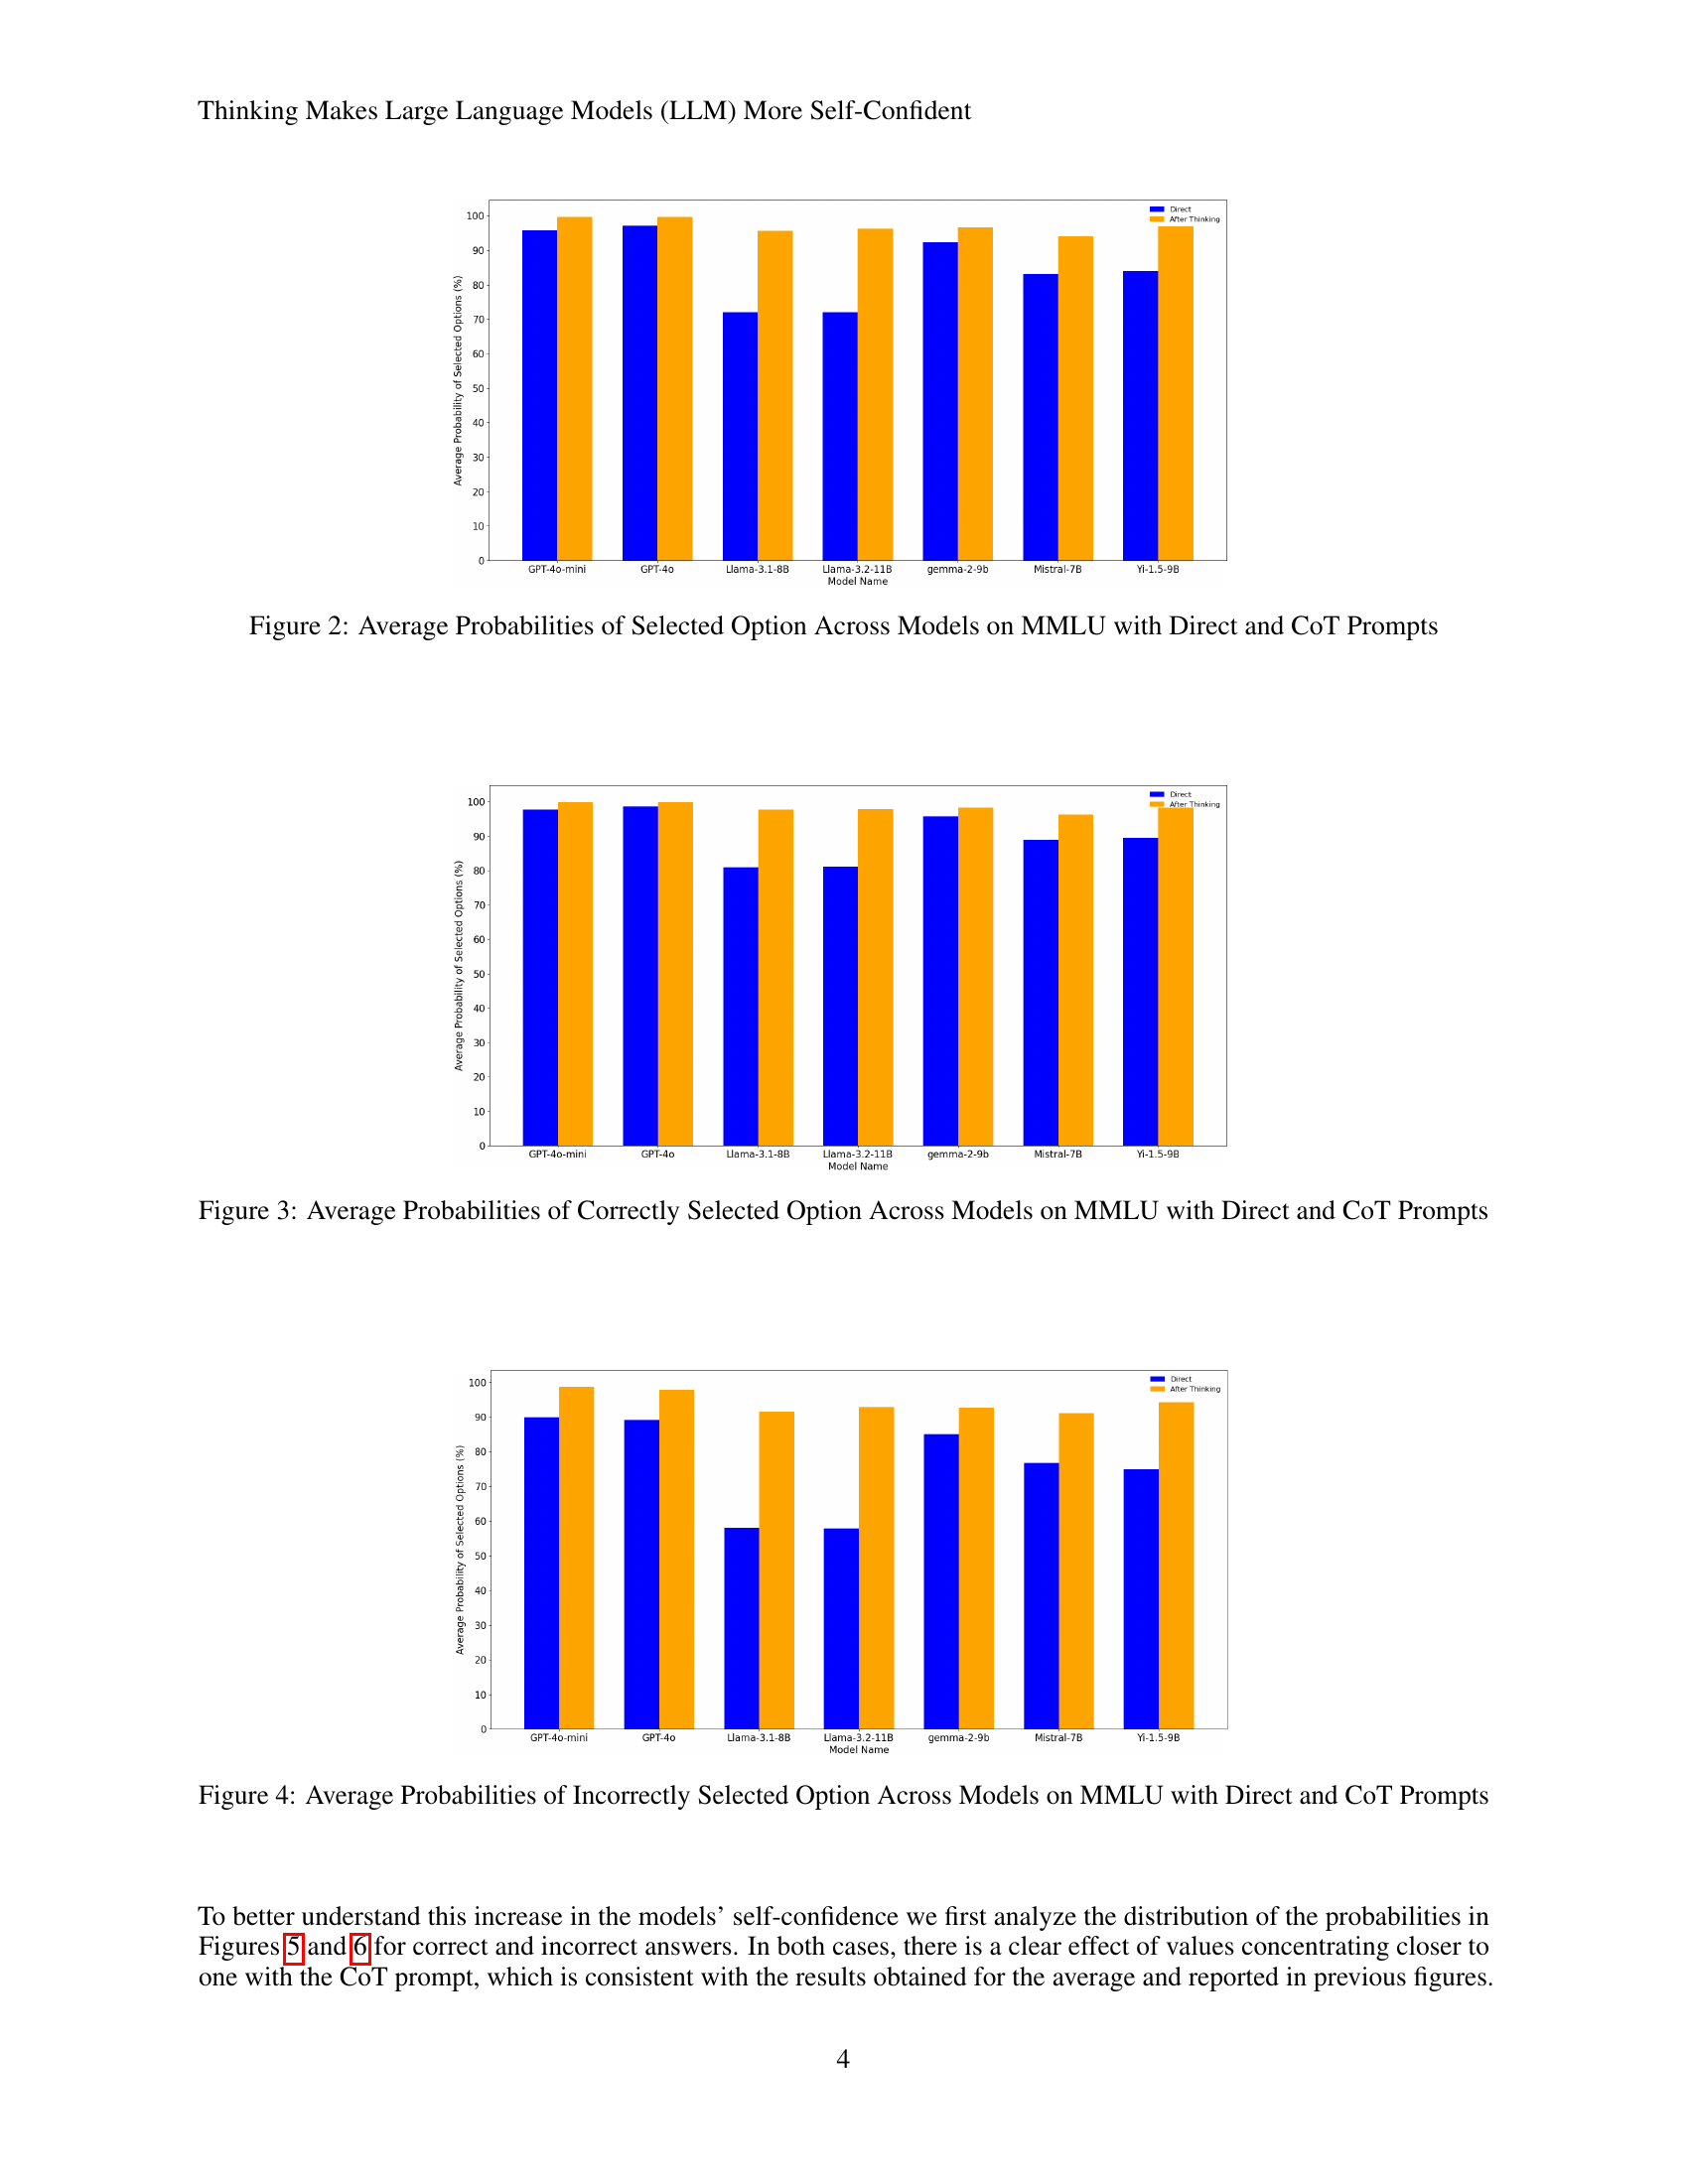 Thinking Makes Large Language Models (LLM) More Self-Confident
Direct
After Thinking
100
90
80
70
60
50
40
30
20
10
0
Average Probability of Selected Options (%)
GPT-4o-mini GPT-4o Llama-3.1-8B Llama-3.2-11B gemma-2-9b Mistral-7B Yi-1.5-9B
Model Name
Figure 2: Average Probabilities of Selected Option Across Models on MMLU with Direct and CoT Prompts
Direct
After Thinking
100
90
80
70
60
50
40
30
20
10
0
Average Probability of Selected Options (%)
GPT-4o-mini GPT-4o Llama-3.1-8B Llama-3.2-11B gemma-2-9b Mistral-7B Yi-1.5-9B
Model Name
Figure 3: Average Probabilities of Correctly Selected Option Across Models on MMLU with Direct and CoT Prompts
Direct
After Thinking
100
90
80
70
60
50
40
30
20
10
0
Average Probability of Selected Options (%)
GPT-4o-mini GPT-4o Llama-3.1-8B Llama-3.2-11B gemma-2-9b Mistral-7B Yi-1.5-9B
Model Name
Figure 4: Average Probabilities of Incorrectly Selected Option Across Models on MMLU with Direct and CoT Prompts
To better understand this increase in the models' self-confidence we first analyze the distribution of the probabilities in
Figures 5 and 6 for correct and incorrect answers. In both cases, there is a clear effect of values concentrating closer to
one with the CoT prompt, which is consistent with the results obtained for the average and reported in previous figures.
4